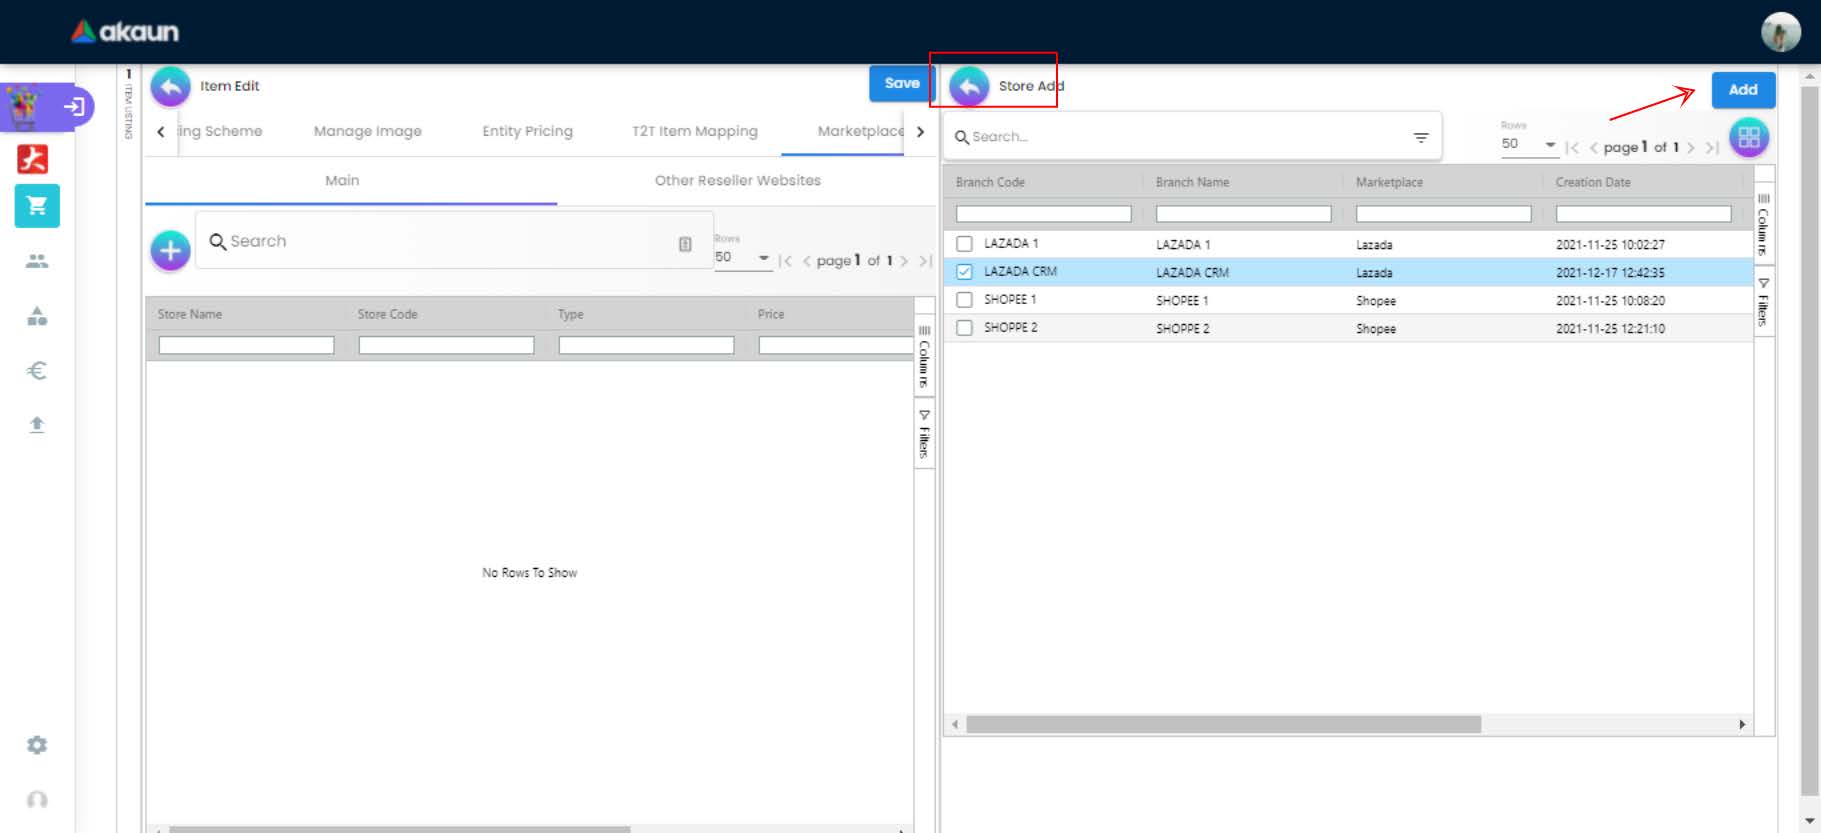 akaun
1
ITEM LISTING
Item Edit
Save
ing Scheme
Manage Image
Entity Pricing
T2T Item Mapping
Marketplace
Main
Other Reseller Websites
Search
Rows
50
page 1 of 1
Store Name
Store Code
Type
Price
No Rows To Show
Columns
Filters
Store Add
Add
Search...
Rows
50
page 1 of 1
Branch Code
Branch Name
Marketplace
Creation Date
LAZADA 1
LAZADA 1
Lazada
2021-11-25 10:02:27
LAZADA CRM
LAZADA CRM
Lazada
2021-12-17 12:42:35
SHOPEE 1
SHOPEE 1
Shopee
2021-11-25 10:08:20
SHOPPE 2
SHOPPE 2
Shopee
2021-11-25 12:21:10
Columns
Filters